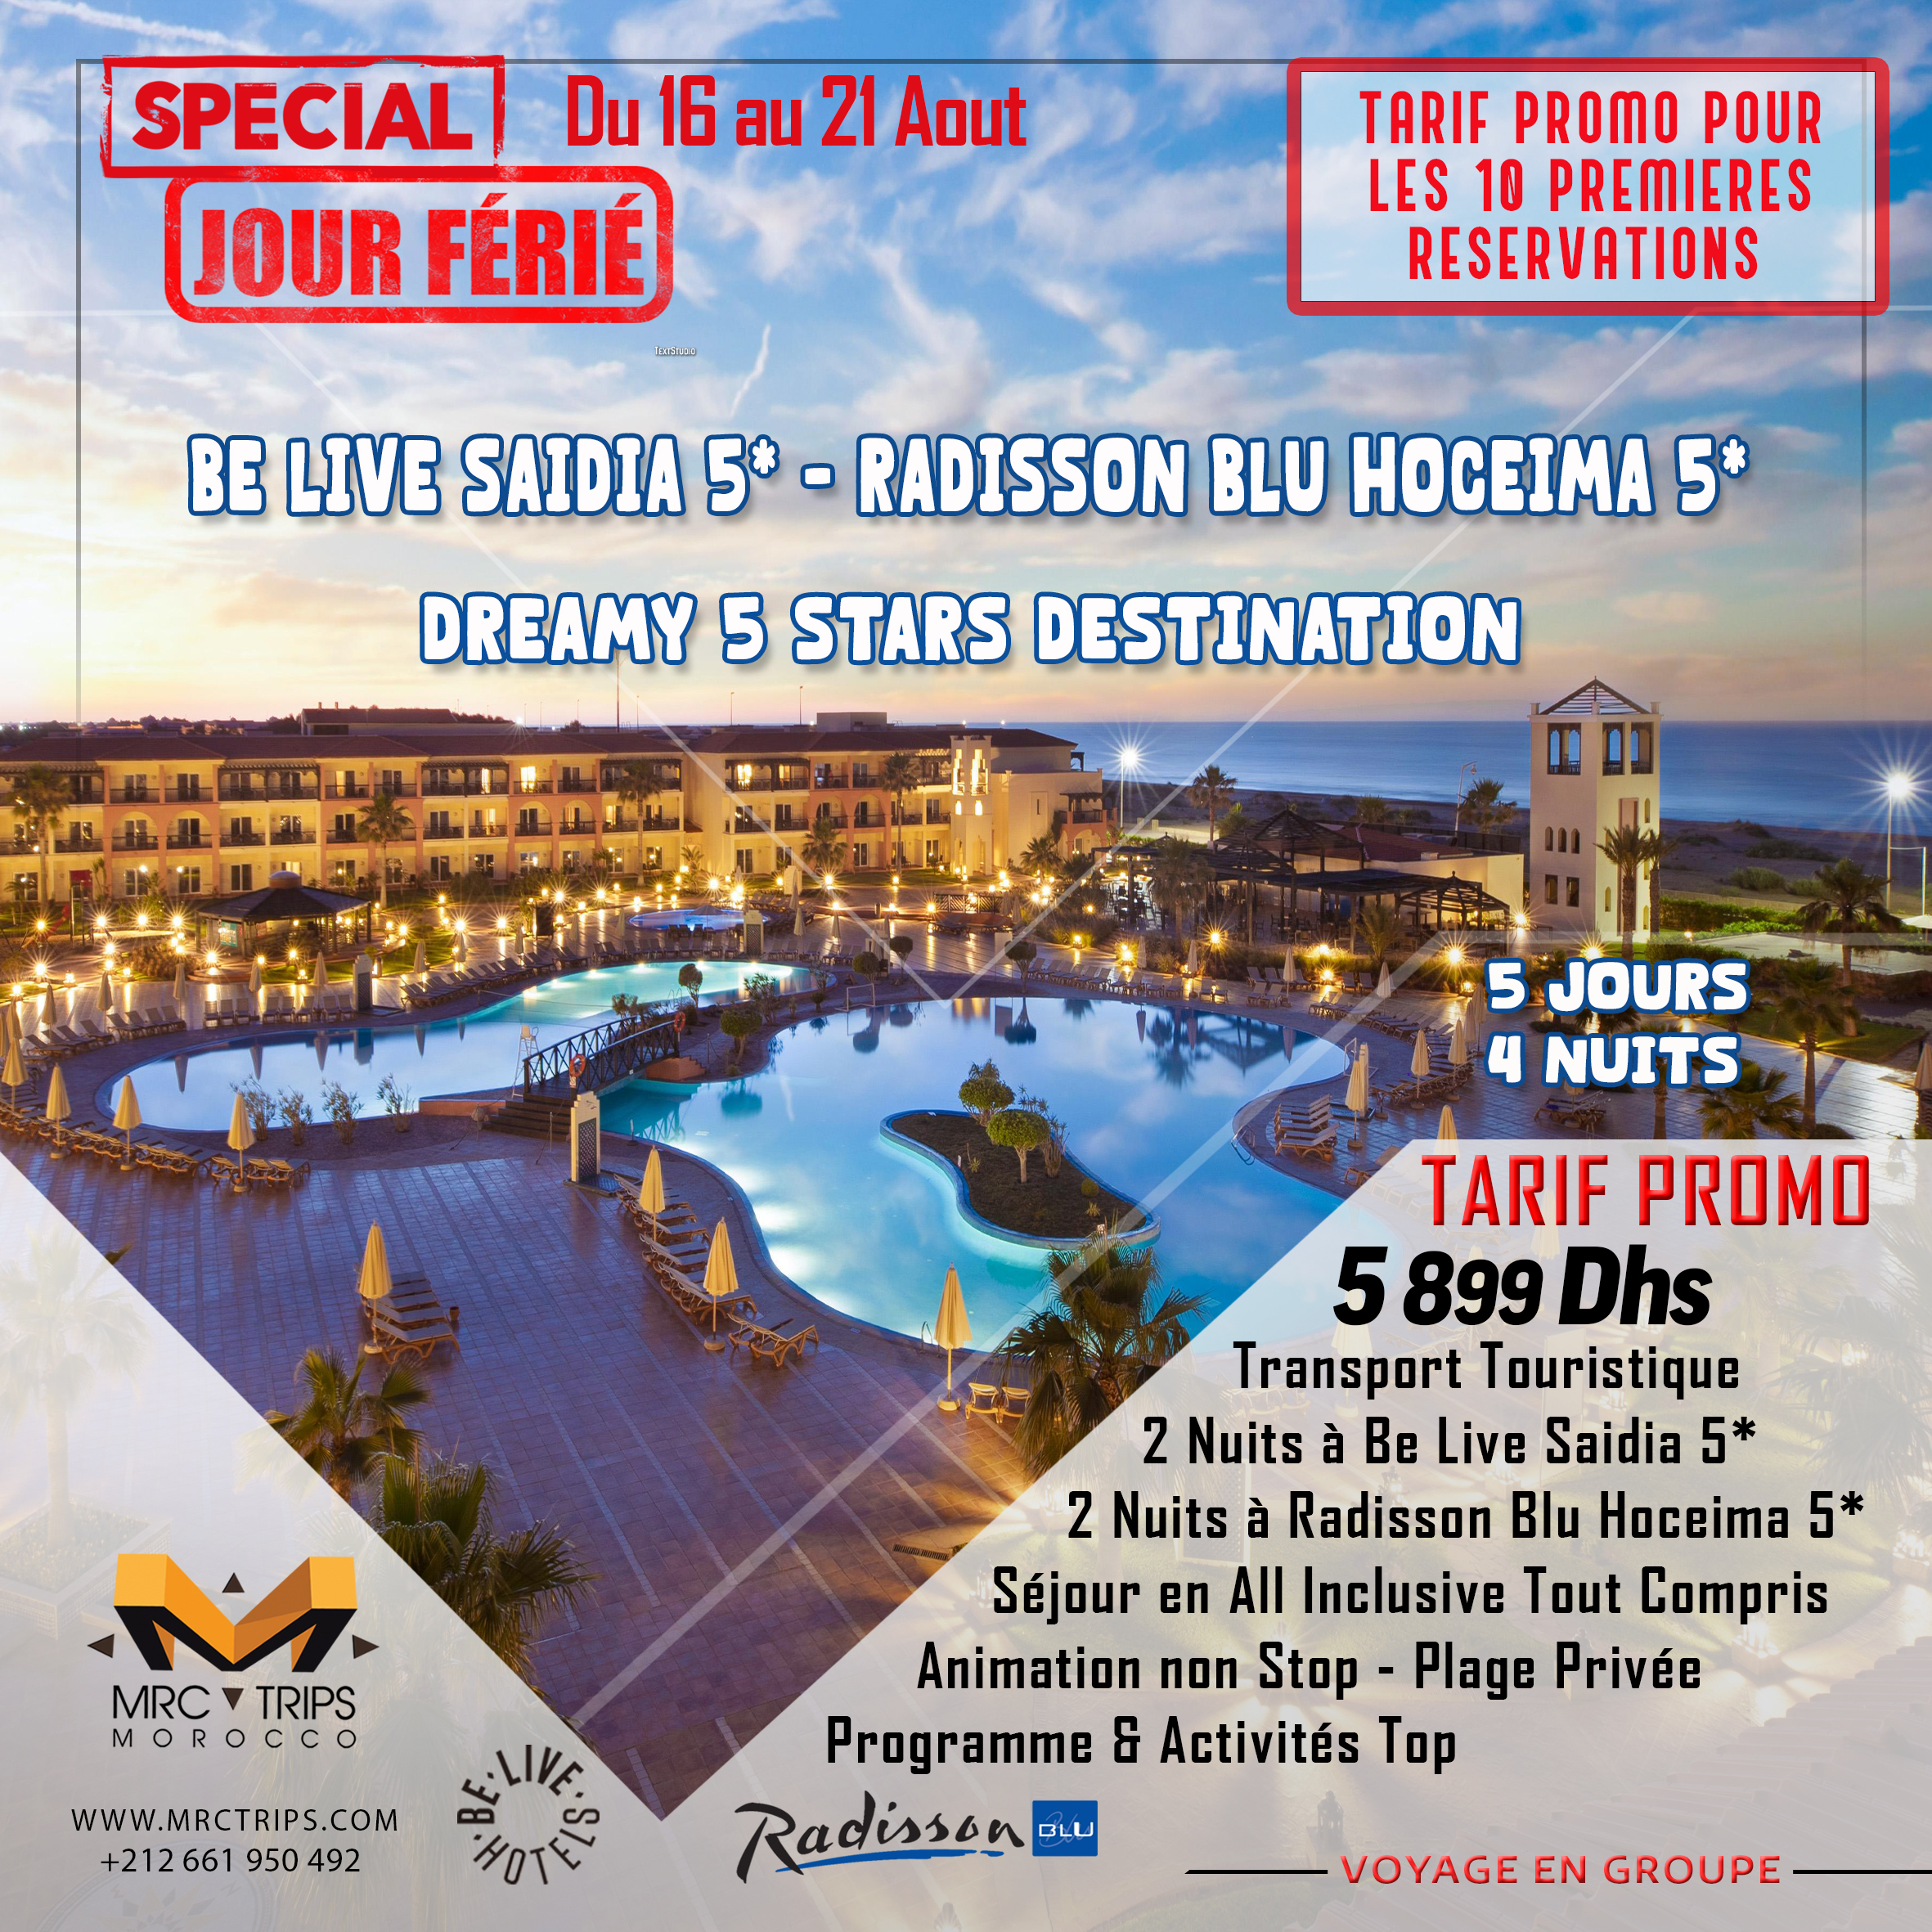 SPECIAL
Du 16 au 21 Aout
JOUR FÉRIÉ
TEXTSTUDIO
TARIF PROMO POUR
LES 10 PREMIERES
RESERVATIONS
BE LIVE SAIDIA 5* - RADISSON BLU HOCEIMA 5*
DREAMY 5 STARS DESTINATION
5 JOURS
4 NUITS
TARIF PROMO
5 899 Dhs
Transport Touristique
2 Nuits à Be Live Saidia 5*
2 Nuits à Radisson Blu Hoceima 5*
Séjour en All Inclusive Tout Compris
Animation non Stop - Plage Privée
Programme & Activités Top
MRC TRIPS
MOROCCO
WWW.MRCTRIPS.COM
+212 661 950 492
BE·LIVE·
HOTELS
Radisson BLU
VOYAGE EN GROUPE